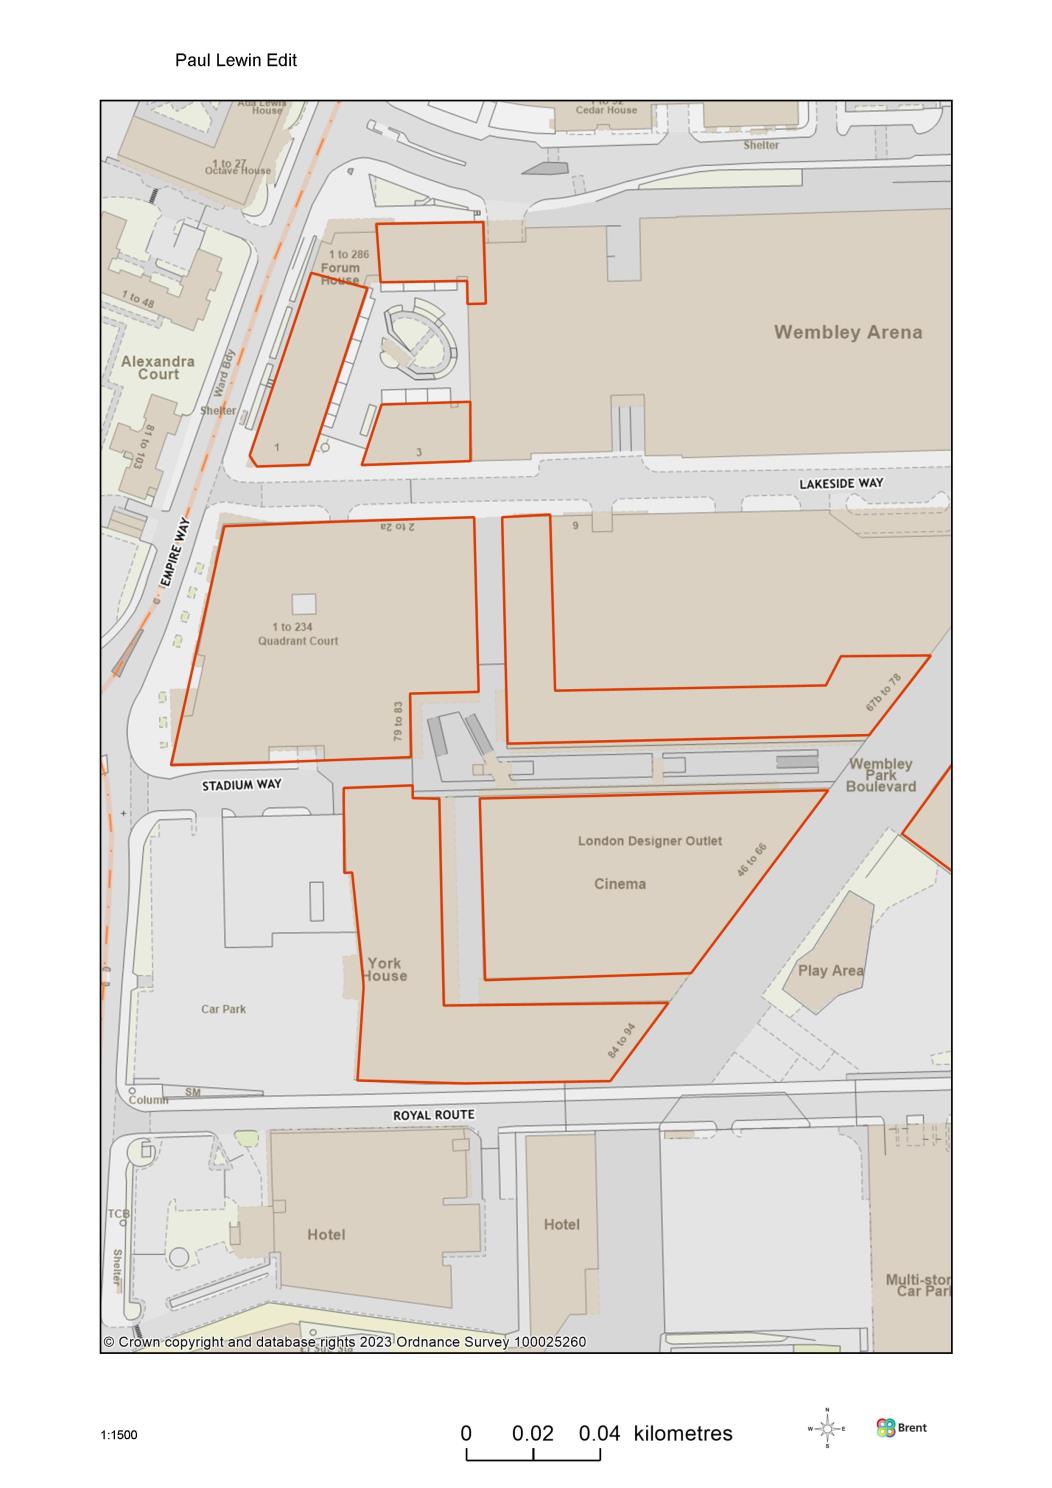 Paul Lewin Edit
Ada Lewis
House
Cedar House
Shelter
1 to 27
Octave House
1 to 286
Forum
House
1 to 48
Wembley Arena
Alexandra
Court
Ward Bdy
Shelter
81 to 103
1
3
LAKESIDE WAY
EMPIRE WAY
2 to 2a
6
1 to 234
Quadrant Court
79 to 83
67b to 78
STADIUM WAY
Wembley
Park
Boulevard
London Designer Outlet
Cinema
46 to 66
York
House
Play Area
Car Park
84 to 94
SM
Column
ROYAL ROUTE
TCB
Shelter
Hotel
Hotel
Multi-stor
Car Par
El Sub Sta
© Crown copyright and database rights 2023 Ordnance Survey 100025260
1:1500
0 0.02 0.04 kilometres
N
W E
S
Brent